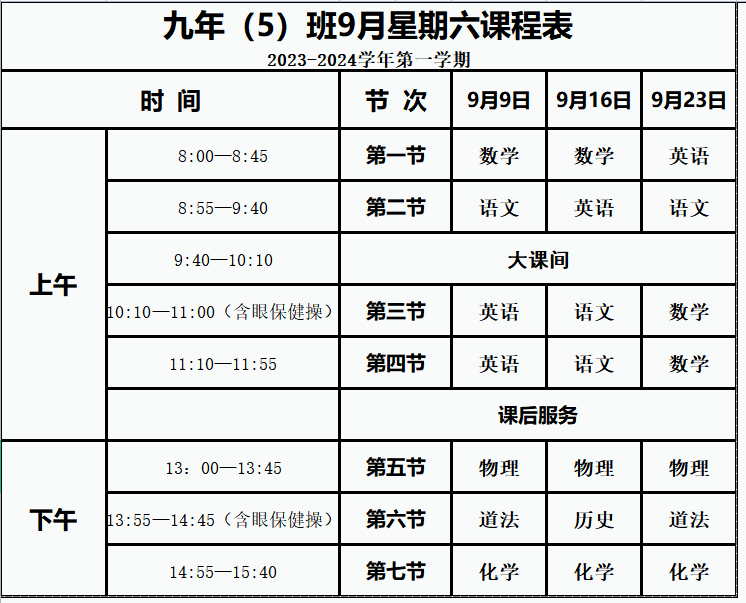 九年（5）班9月星期六课程表
2023-2024学年第一学期
时 间 节 次 9月9日 9月16日 9月23日
上午
8:00—8:45 第一节 数学 数学 英语
8:55—9:40 第二节 语文 英语 语文
9:40—10:10 大课间
10:10—11:00（含眼保健操） 第三节 英语 语文 数学
11:10—11:55 第四节 英语 语文 数学
课后服务
下午
13：00—13:45 第五节 物理 物理 物理
13:55—14:45（含眼保健操） 第六节 道法 历史 道法
14:55—15:40 第七节 化学 化学 化学